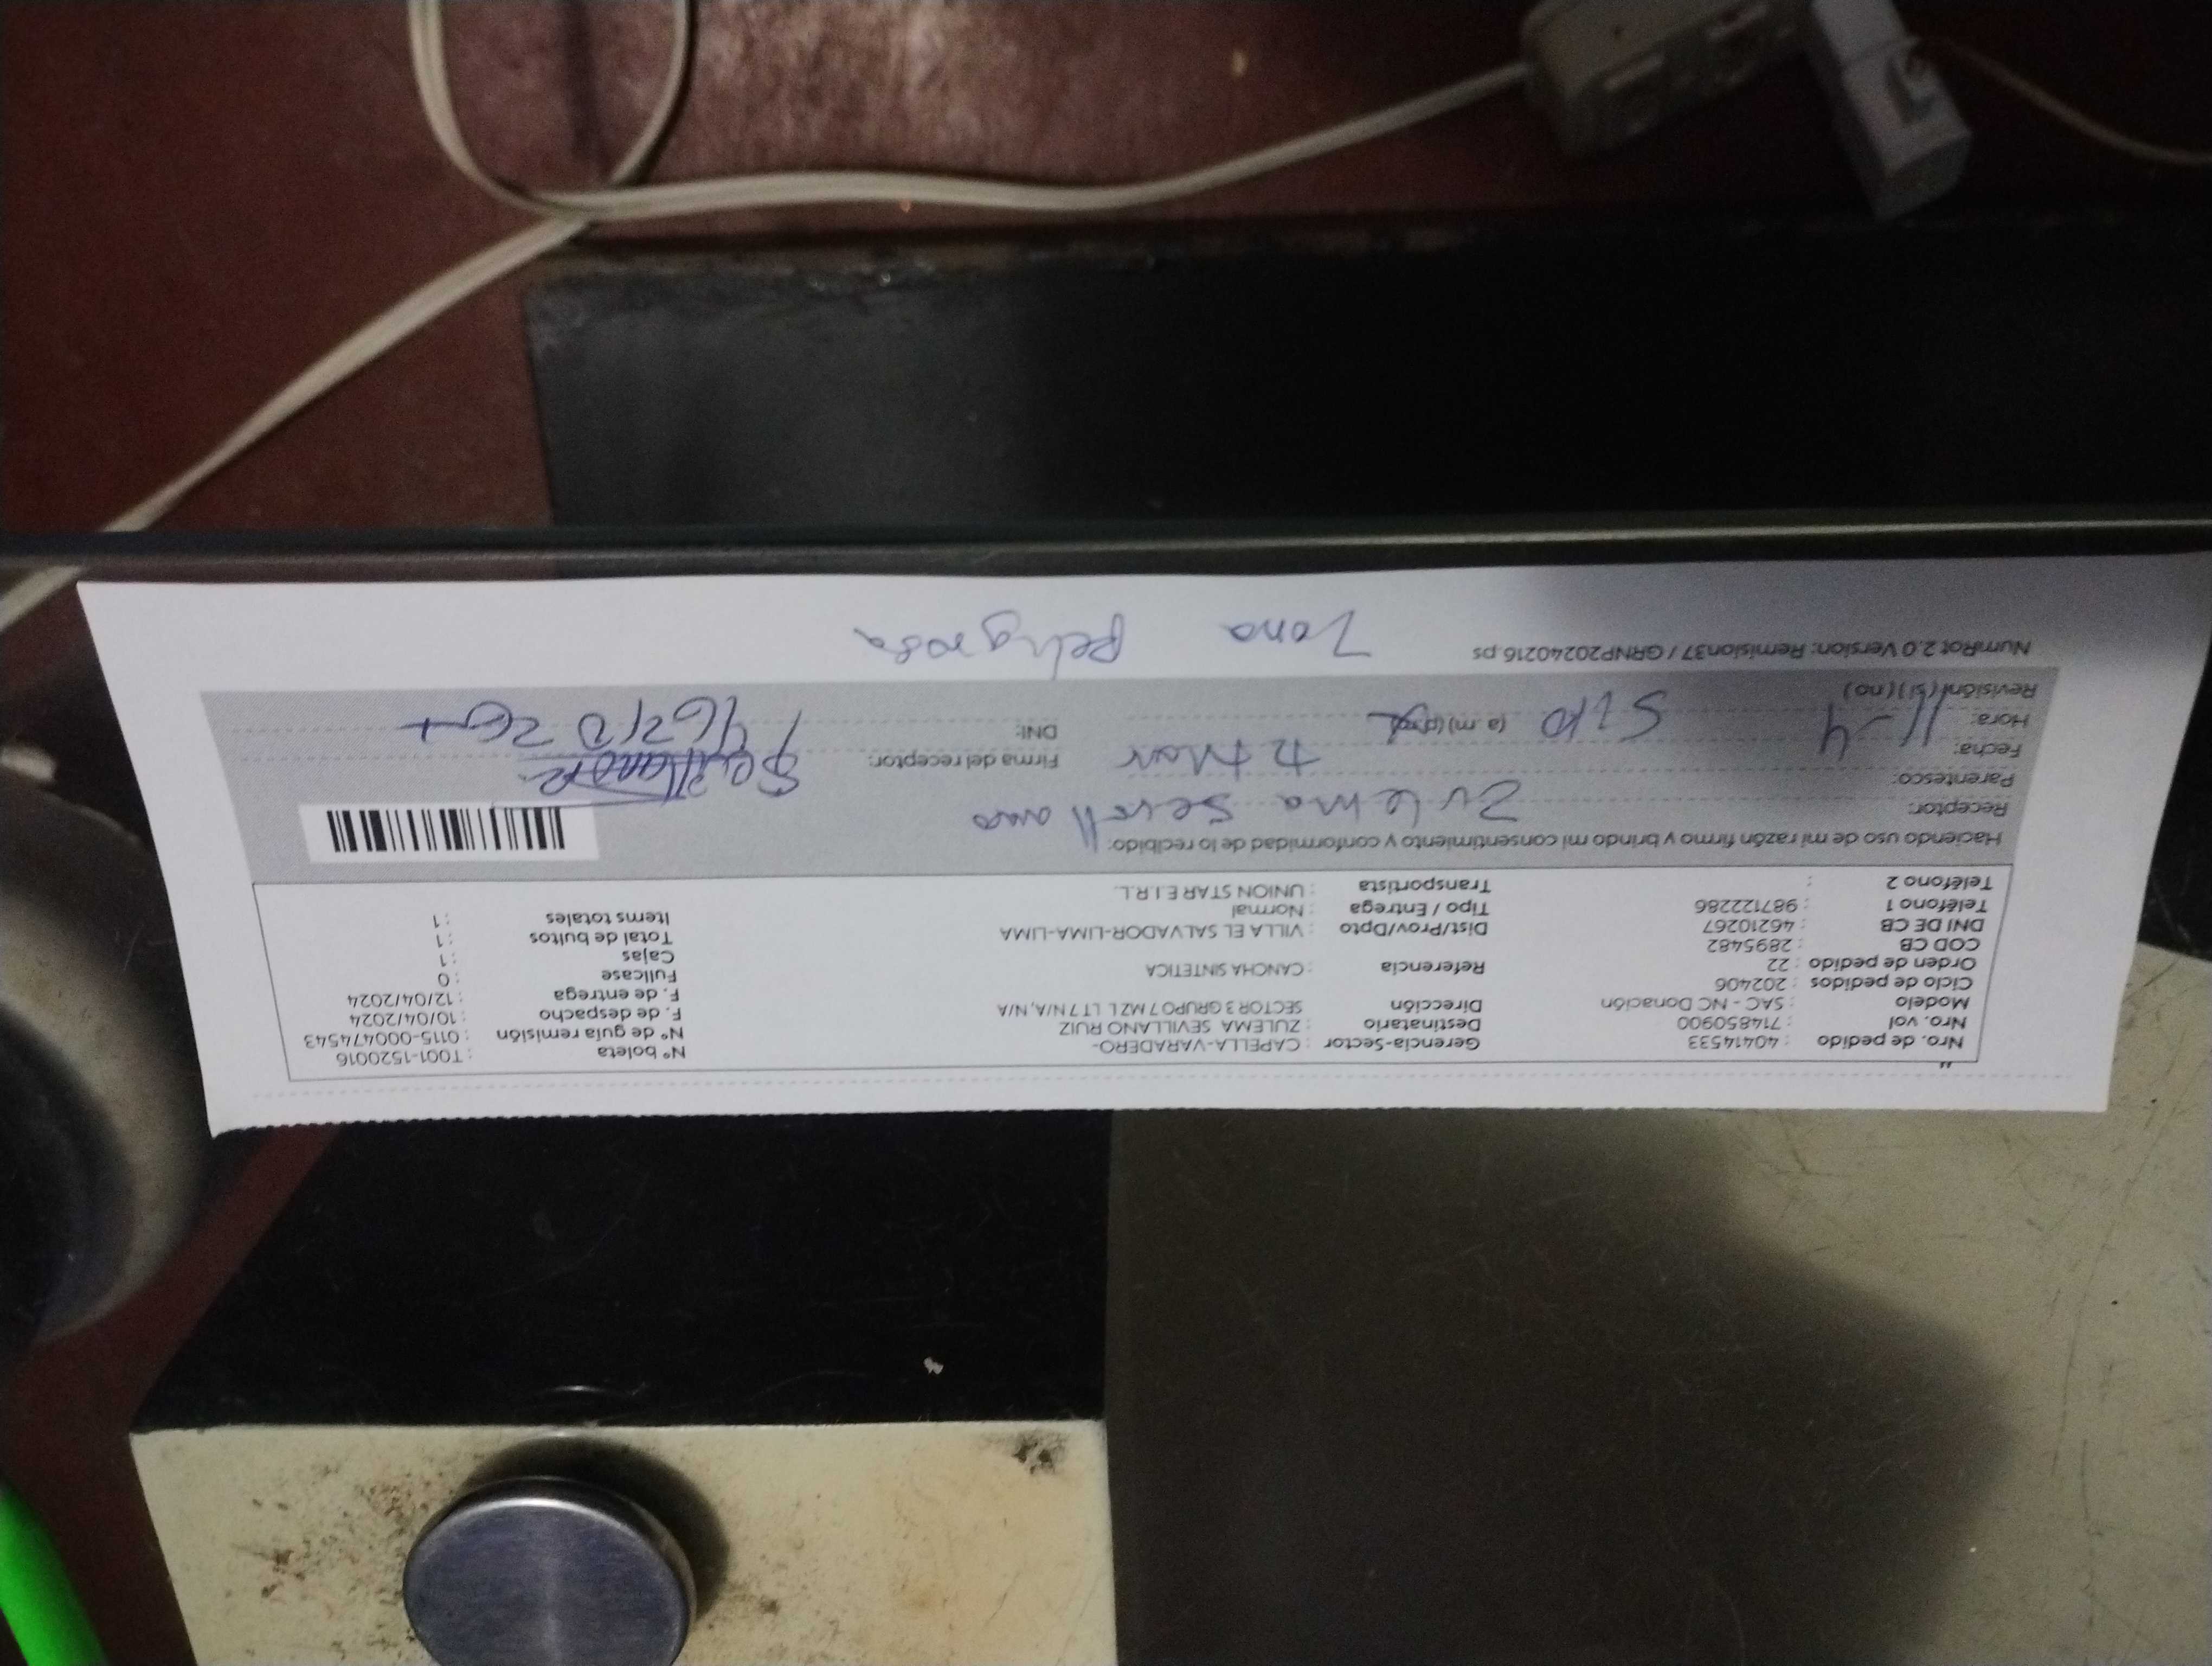 Nro. de pedido : 40414533 Gerencia-Sector : CAPELLA-VARADERO- N° boleta : T001-1520016
Nro. vol : 714850900 Destinatario : ZULEMA SEVILLANO RUIZ N° de guía remisión : 0115-000474543
Modelo : SAC - NC Donación Dirección SECTOR 3 GRUPO 7 MZ L LT 7 N/A, N/A F. de despacho : 10/04/2024
Ciclo de pedidos : 202406 F. de entrega : 12/04/2024
Orden de pedido : 22 Referencia : CANCHA SINTETICA Fullcase : 0
COD CB : 2895482 Cajas : 1
DNI DE CB : 46210267 Dist/Prov/Dpto : VILLA EL SALVADOR-LIMA-LIMA Total de bultos : 1
Teléfono 1 : 987122286 Tipo / Entrega : Normal Items totales : 1
Teléfono 2 : Transportista : UNION STAR E.I.R.L.
Haciendo uso de mi razón firmo y brindo mi consentimiento y conformidad de lo recibido:
Receptor: Zulema Sevillano
Parentesco:
Fecha: 11-4 Firma del receptor:
Hora: (a.m) DNI:
Revisión: (si) (no)
NumRot 2.0 Version: Remision37 / GRNP20240216.ps Zona peligrosa